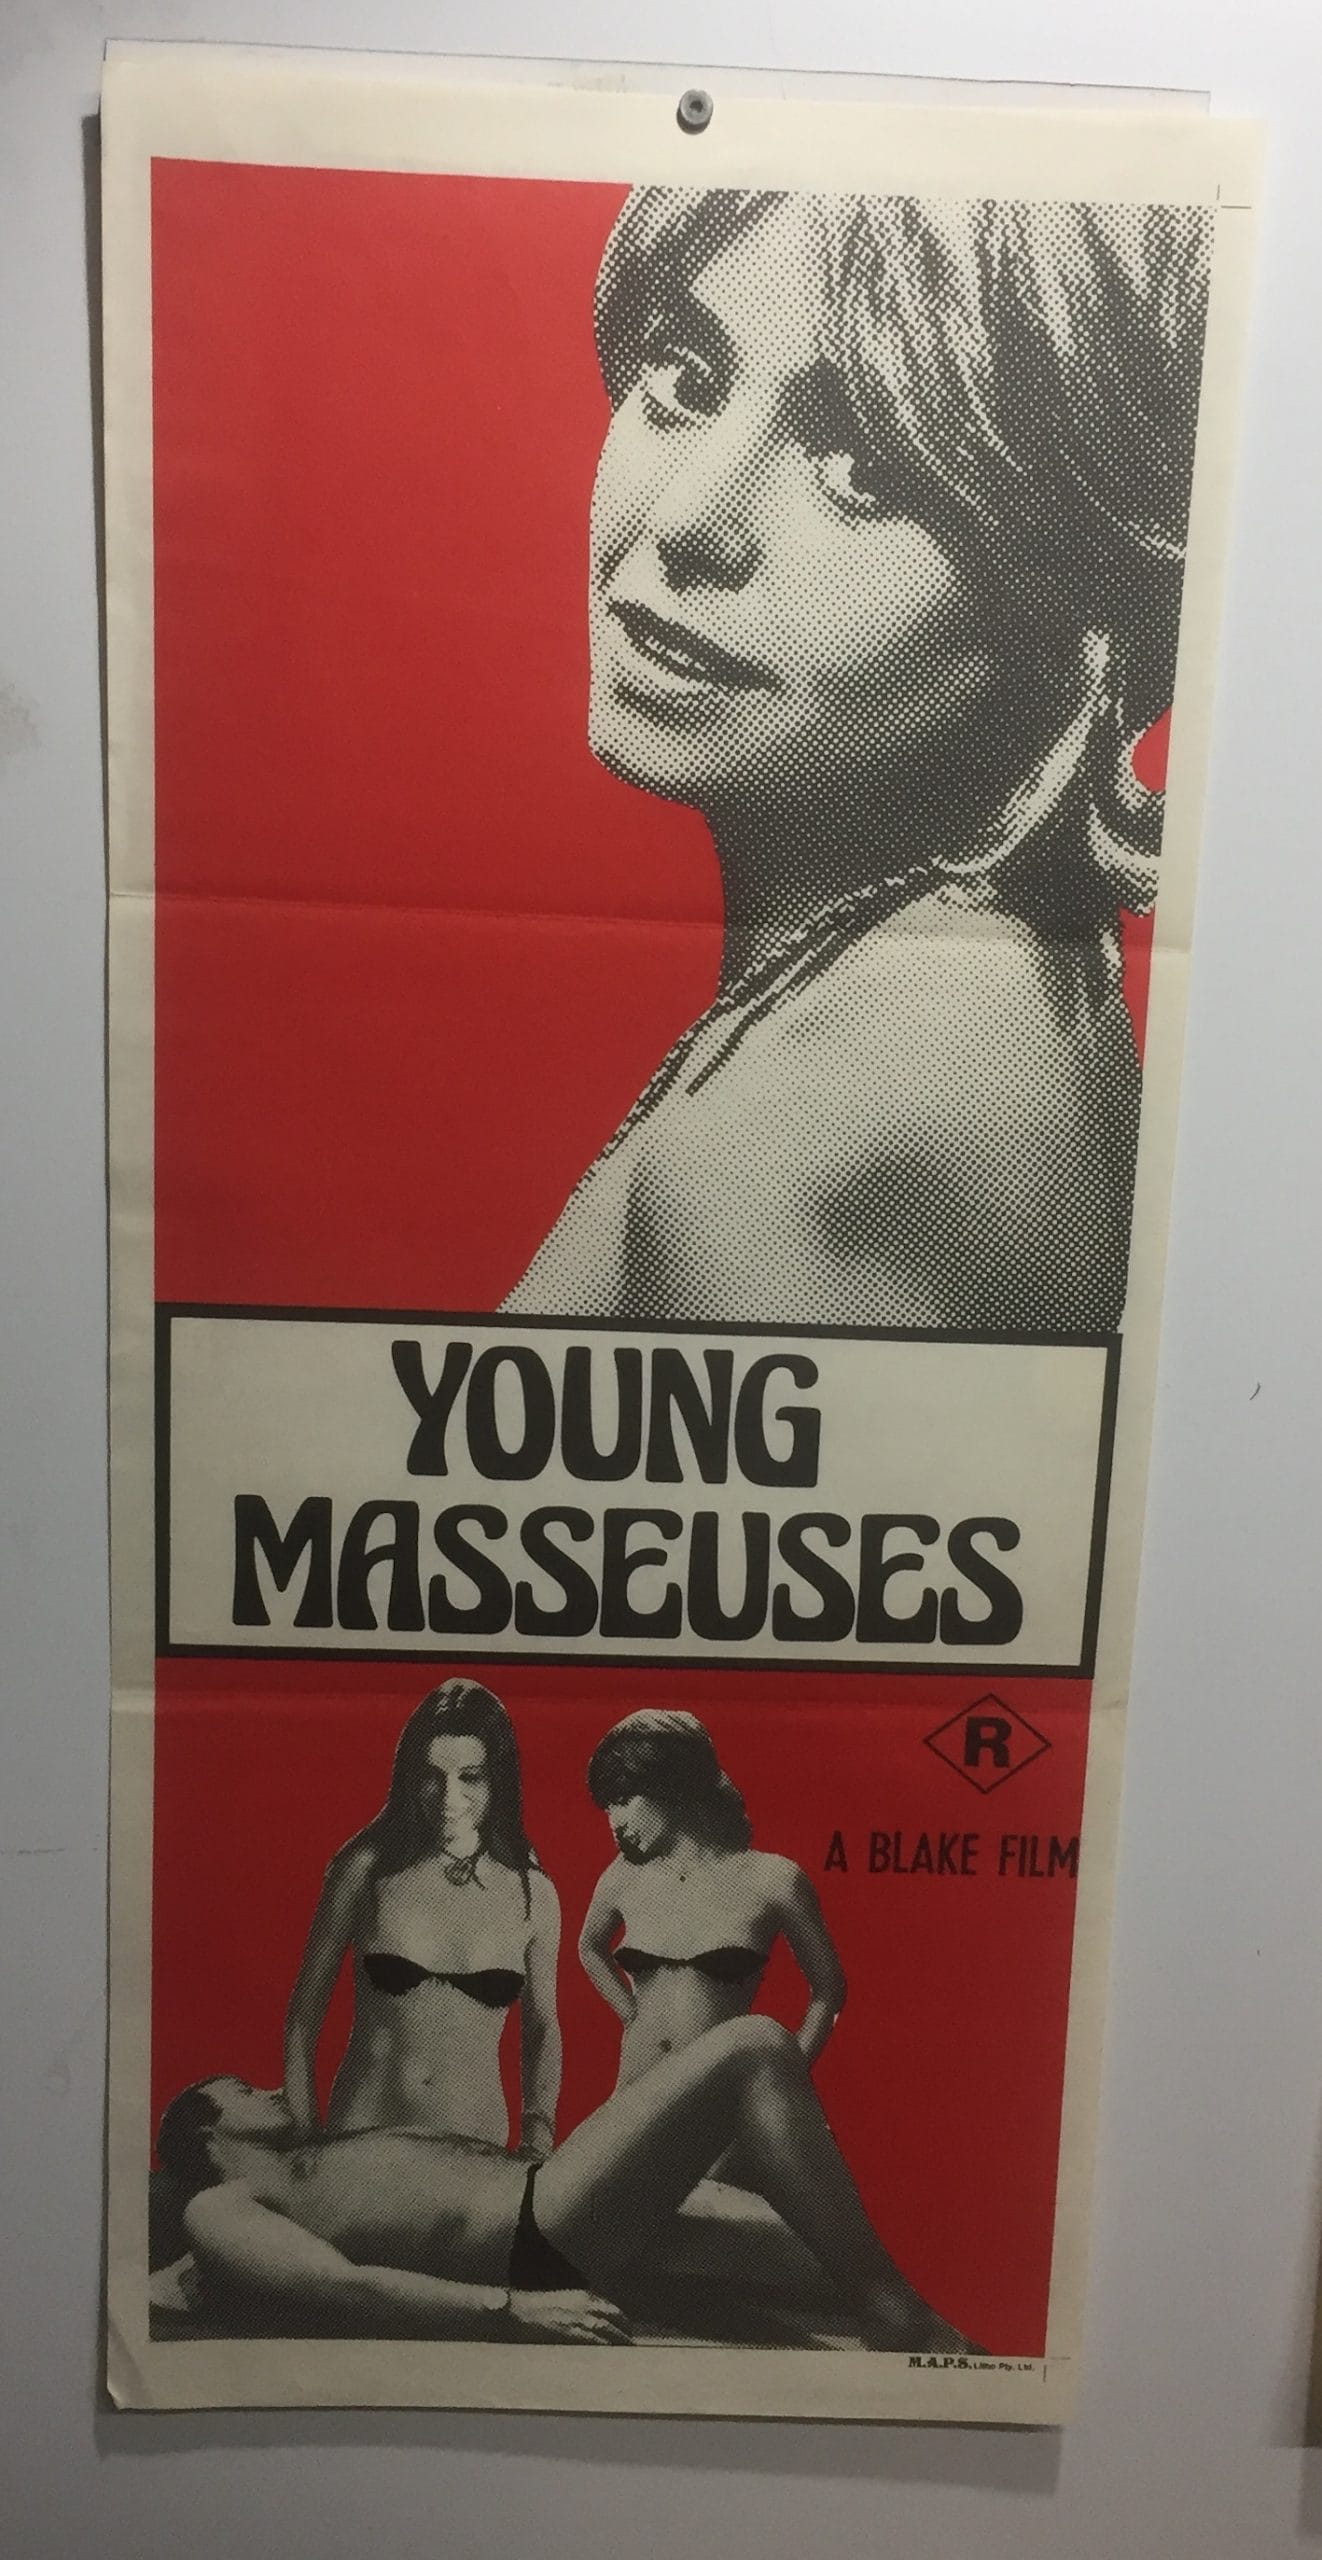 YOUNG
MASSEUSES
R
A BLAKE FILM
M.A.P.S. Litho Pty. Ltd.